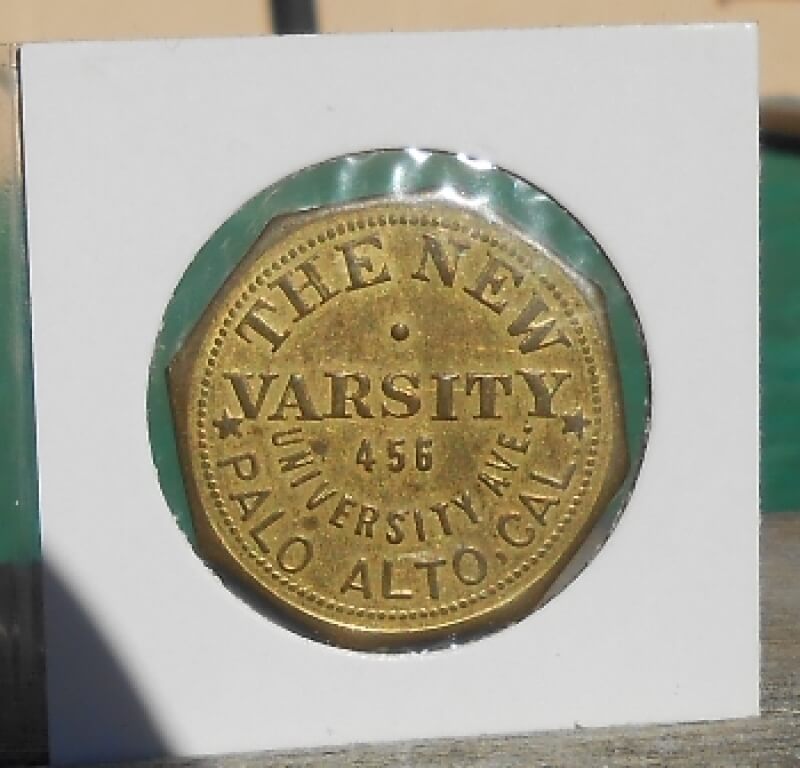 THE NEW
VARSITY
456
UNIVERSITY AVE.
PALO ALTO, CAL.